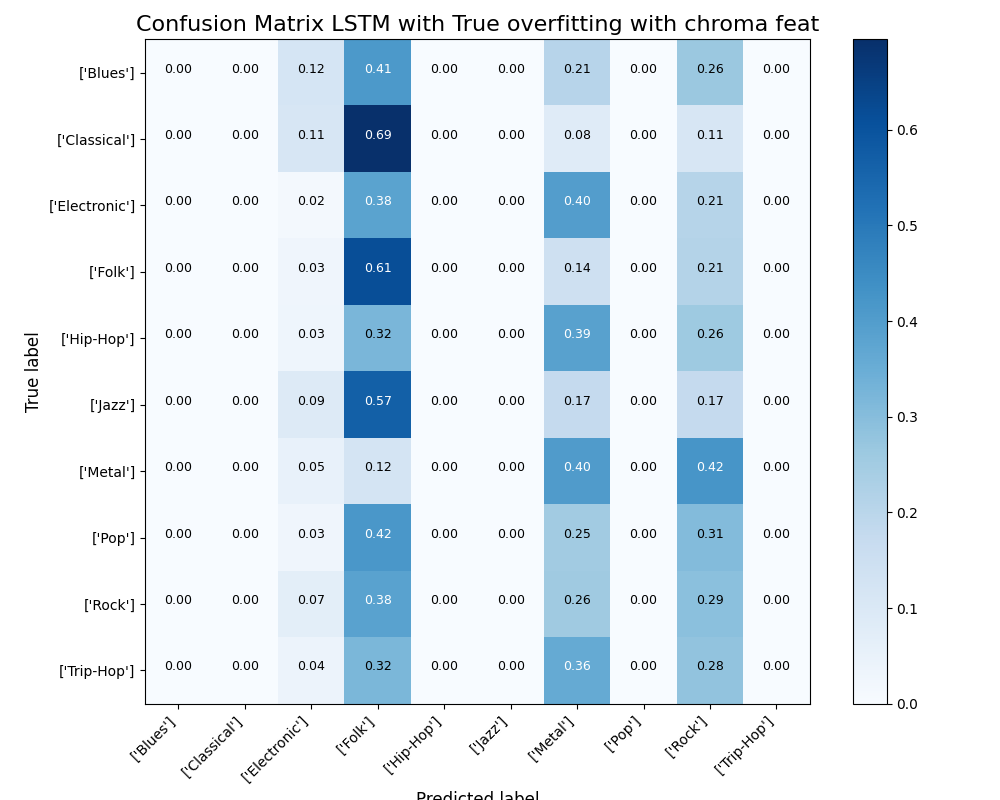 Confusion Matrix LSTM with True overfitting with chroma feat
['Blues'] 0.00 0.00 0.12 0.41 0.00 0.00 0.21 0.00 0.26 0.00
['Classical'] 0.00 0.00 0.11 0.69 0.00 0.00 0.08 0.00 0.11 0.00
['Electronic'] 0.00 0.00 0.02 0.38 0.00 0.00 0.40 0.00 0.21 0.00
['Folk'] 0.00 0.00 0.03 0.61 0.00 0.00 0.14 0.00 0.21 0.00
['Hip-Hop'] 0.00 0.00 0.03 0.32 0.00 0.00 0.39 0.00 0.26 0.00
['Jazz'] 0.00 0.00 0.09 0.57 0.00 0.00 0.17 0.00 0.17 0.00
['Metal'] 0.00 0.00 0.05 0.12 0.00 0.00 0.40 0.00 0.42 0.00
['Pop'] 0.00 0.00 0.03 0.42 0.00 0.00 0.25 0.00 0.31 0.00
['Rock'] 0.00 0.00 0.07 0.38 0.00 0.00 0.26 0.00 0.29 0.00
['Trip-Hop'] 0.00 0.00 0.04 0.32 0.00 0.00 0.36 0.00 0.28 0.00
['Blues'] ['Classical'] ['Electronic'] ['Folk'] ['Hip-Hop'] ['Jazz'] ['Metal'] ['Pop'] ['Rock'] ['Trip-Hop']
True label
Predicted label
0.6
0.5
0.4
0.3
0.2
0.1
0.0